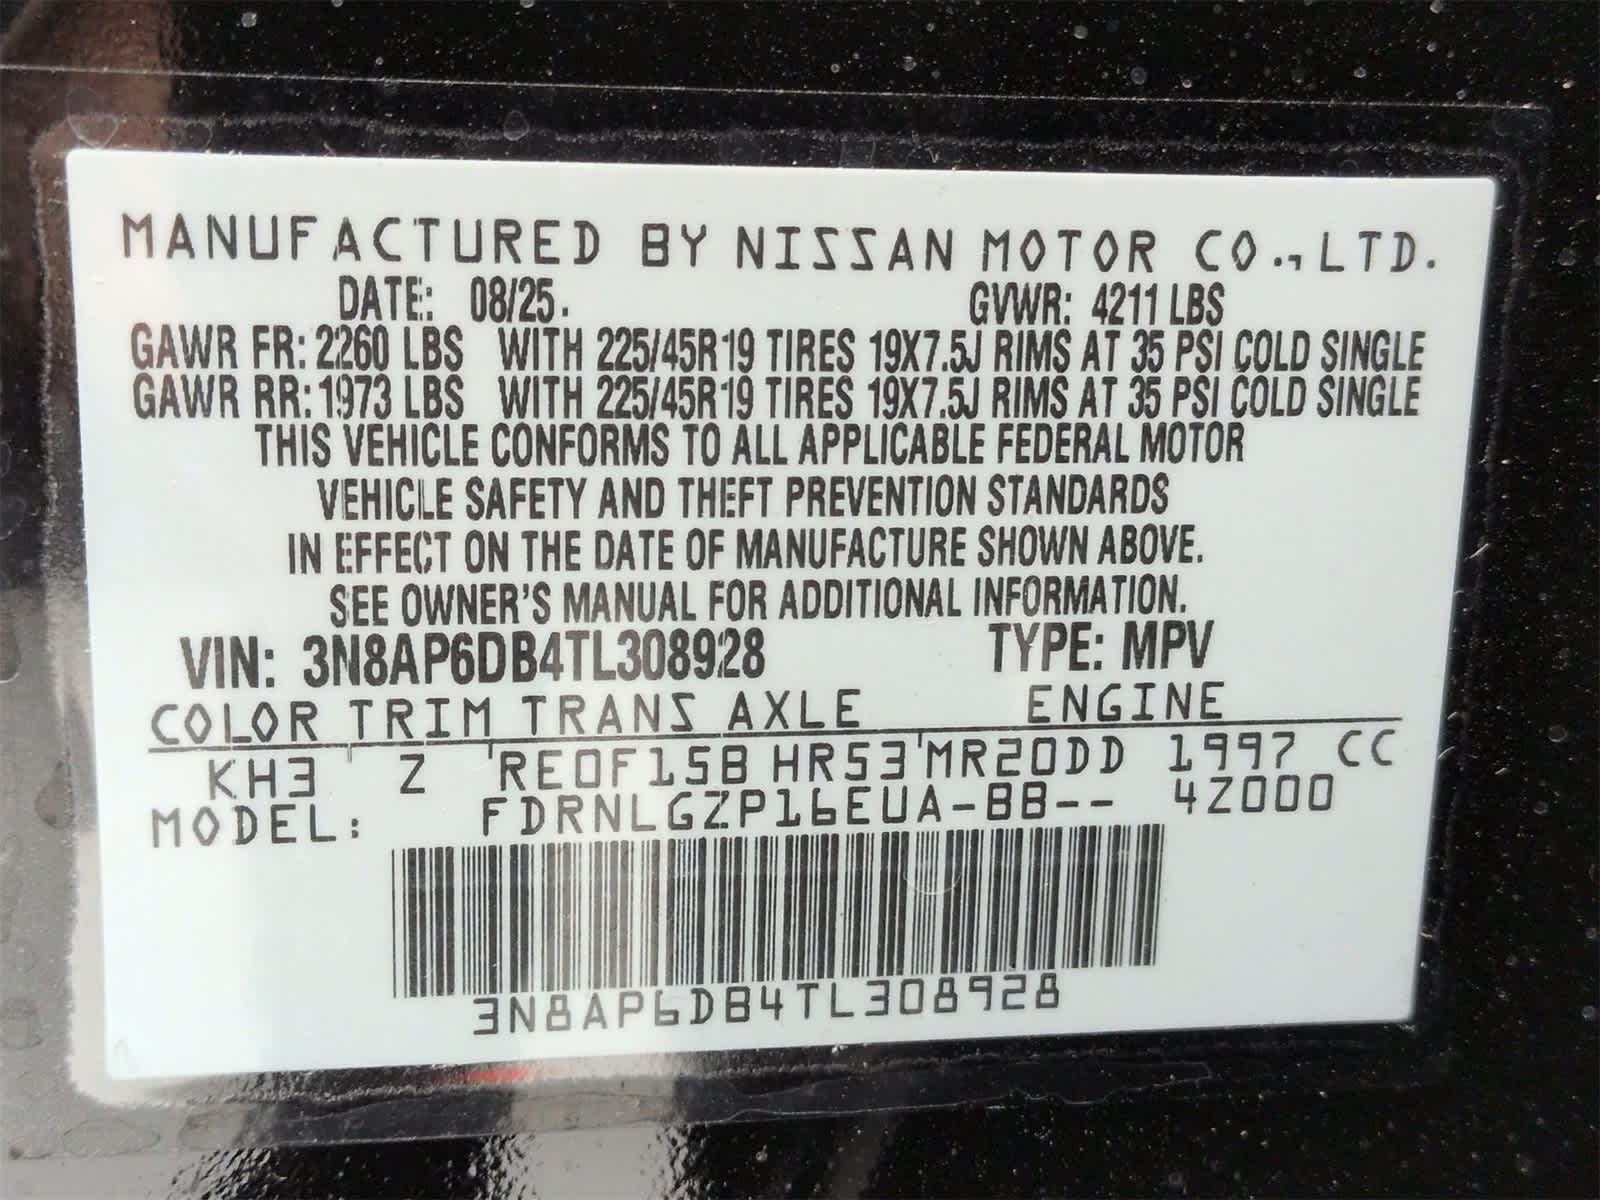 MANUFACTURED BY NISSAN MOTOR CO., LTD.
DATE: 08/25. GVWR: 4211 LBS
GAWR FR: 2260 LBS WITH 225/45R19 TIRES 19X7.5J RIMS AT 35 PSI COLD SINGLE
GAWR RR: 1973 LBS WITH 225/45R19 TIRES 19X7.5J RIMS AT 35 PSI COLD SINGLE
THIS VEHICLE CONFORMS TO ALL APPLICABLE FEDERAL MOTOR
VEHICLE SAFETY AND THEFT PREVENTION STANDARDS
IN EFFECT ON THE DATE OF MANUFACTURE SHOWN ABOVE.
SEE OWNER'S MANUAL FOR ADDITIONAL INFORMATION.
VIN: 3N8AP6DB4TL308928 TYPE: MPV
COLOR TRIM TRANS AXLE ENGINE
KH3 Z RE0F15B HR53 MR20DD 1997 CC
MODEL: FDRNLGZP16EUA-BB-- 4Z000
3N8AP6DB4TL308928